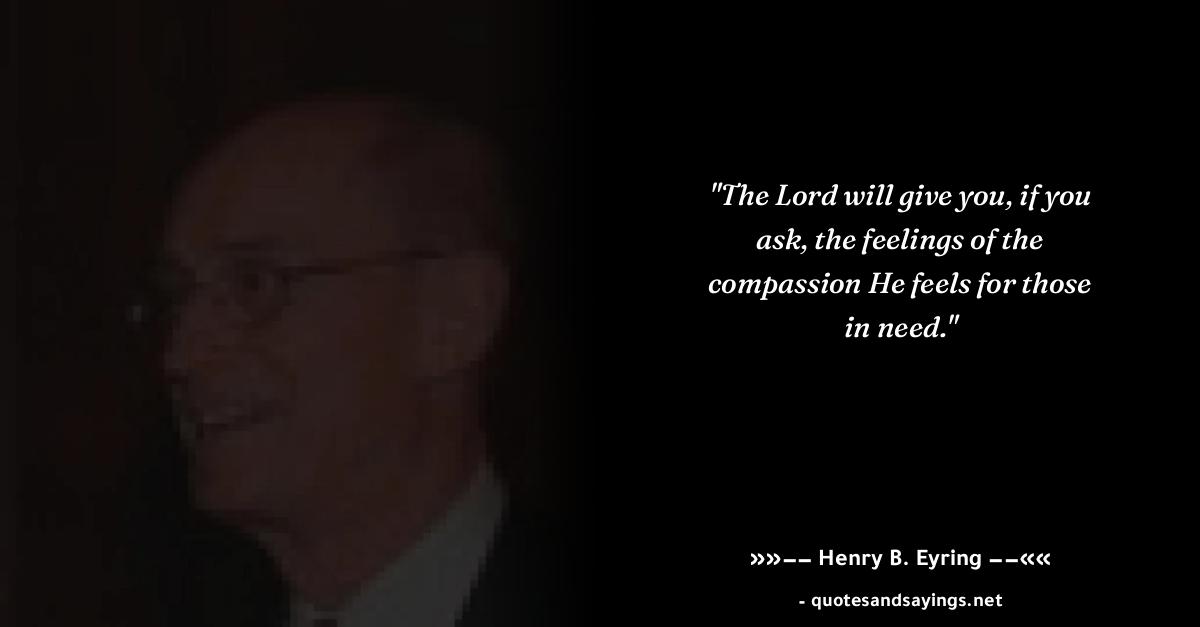 "The Lord will give you, if you
ask, the feelings of the
compassion He feels for those
in need."
»»−− Henry B. Eyring −−««
- quotesandsayings.net